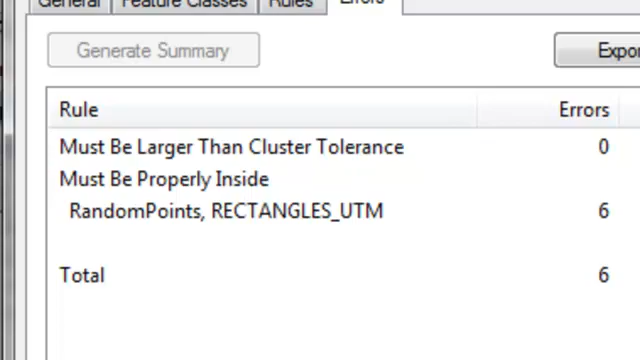 General Feature Classes Rules Errors
Generate Summary
Rule Errors
Must Be Larger Than Cluster Tolerance 0
Must Be Properly Inside
RandomPoints, RECTANGLES_UTM 6
Total 6